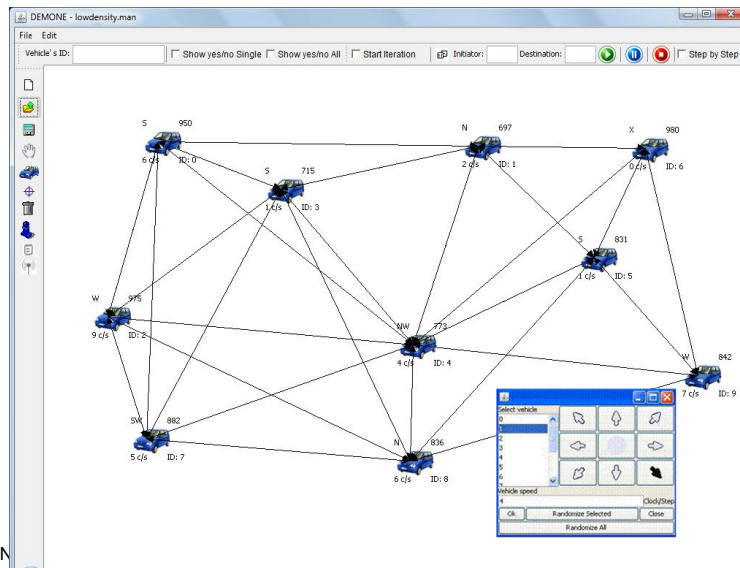 DEMONE - lowdensity.man
File Edit
Vehicle's ID: Show yes/no Single Show yes/no All Start Iteration Initiator: Destination: Step by Step
S 950
6 c/s ID: 0
N 697
2 c/s ID: 1
X 980
0 c/s ID: 6
S 715
1 c/s ID: 3
S 831
1 c/s ID: 5
W 975
9 c/s ID: 2
NW 773
4 c/s ID: 4
W 842
7 c/s ID: 9
SW 882
5 c/s ID: 7
N 836
6 c/s ID: 8
Select vehicle
0
2
3
4
5
6
Vehicle speed
4 Clock/Step
Ok Randomize Selected Close
Randomize All
N